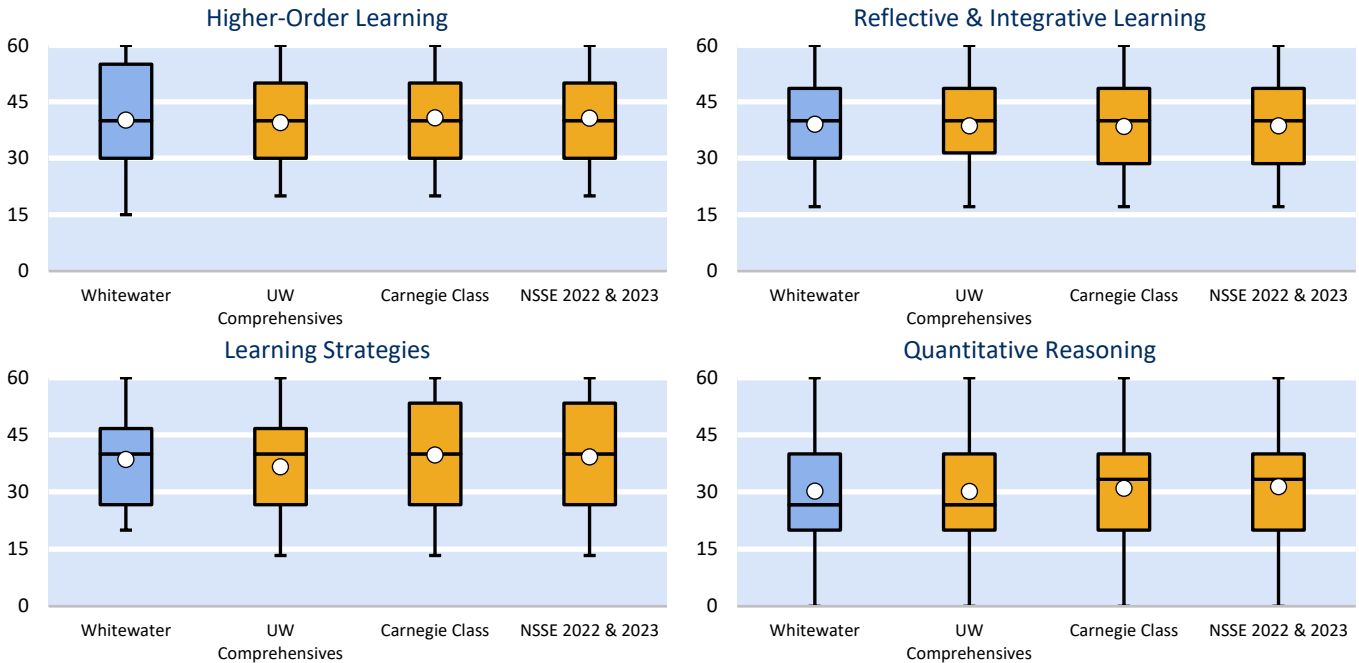 Higher-Order Learning
60
45
30
15
0
Whitewater
UW
Comprehensives
Carnegie Class
NSSE 2022 & 2023
Reflective & Integrative Learning
60
45
30
15
0
Whitewater
UW
Comprehensives
Carnegie Class
NSSE 2022 & 2023
Learning Strategies
60
45
30
15
0
Whitewater
UW
Comprehensives
Carnegie Class
NSSE 2022 & 2023
Quantitative Reasoning
60
45
30
15
0
Whitewater
UW
Comprehensives
Carnegie Class
NSSE 2022 & 2023